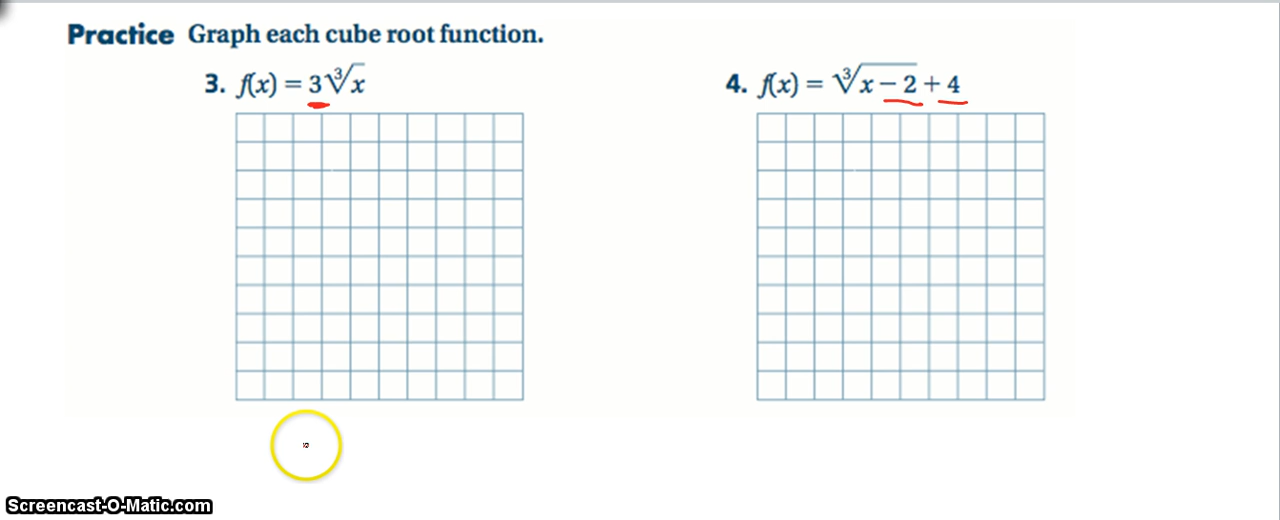 Practice Graph each cube root function.
3. f(x) = 3∛x
4. f(x) = ∛x − 2 + 4
Screencast-O-Matic.com